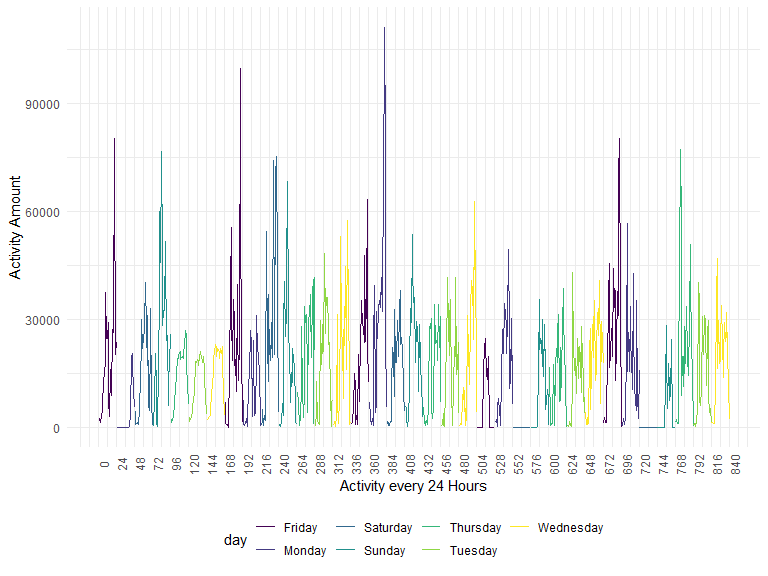 90000
60000
30000
0
Activity Amount
0 24 48 72 96 120 144 168 192 216 240 264 288 312 336 360 384 408 432 456 480 504 528 552 576 600 624 648 672 696 720 744 768 792 816 840
Activity every 24 Hours
day
Friday Saturday Thursday Wednesday
Monday Sunday Tuesday